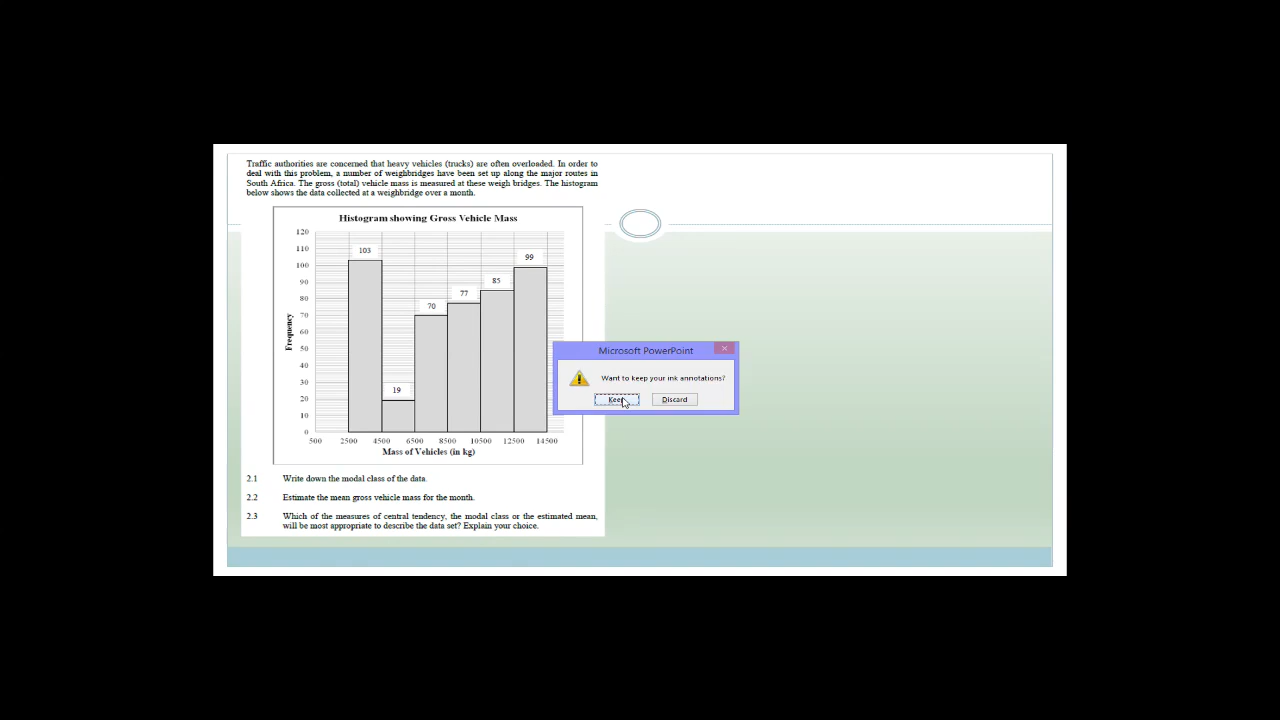 Traffic authorities are concerned that heavy vehicles (trucks) are often overloaded. In order to
deal with this problem, a number of weighbridges have been set up along the major routes in
South Africa. The gross (total) vehicle mass is measured at these weigh bridges. The histogram
below shows the data collected at a weighbridge over a month.
Histogram showing Gross Vehicle Mass
120
110
100
90
80
70
60
50
40
30
20
10
0
Frequency
103
19
70
77
85
99
500 2500 4500 6500 8500 10500 12500 14500
Mass of Vehicles (in kg)
Microsoft PowerPoint
Want to keep your ink annotations?
Keep Discard
2.1 Write down the modal class of the data.
2.2 Estimate the mean gross vehicle mass for the month.
2.3 Which of the measures of central tendency, the modal class or the estimated mean,
will be most appropriate to describe the data set? Explain your choice.